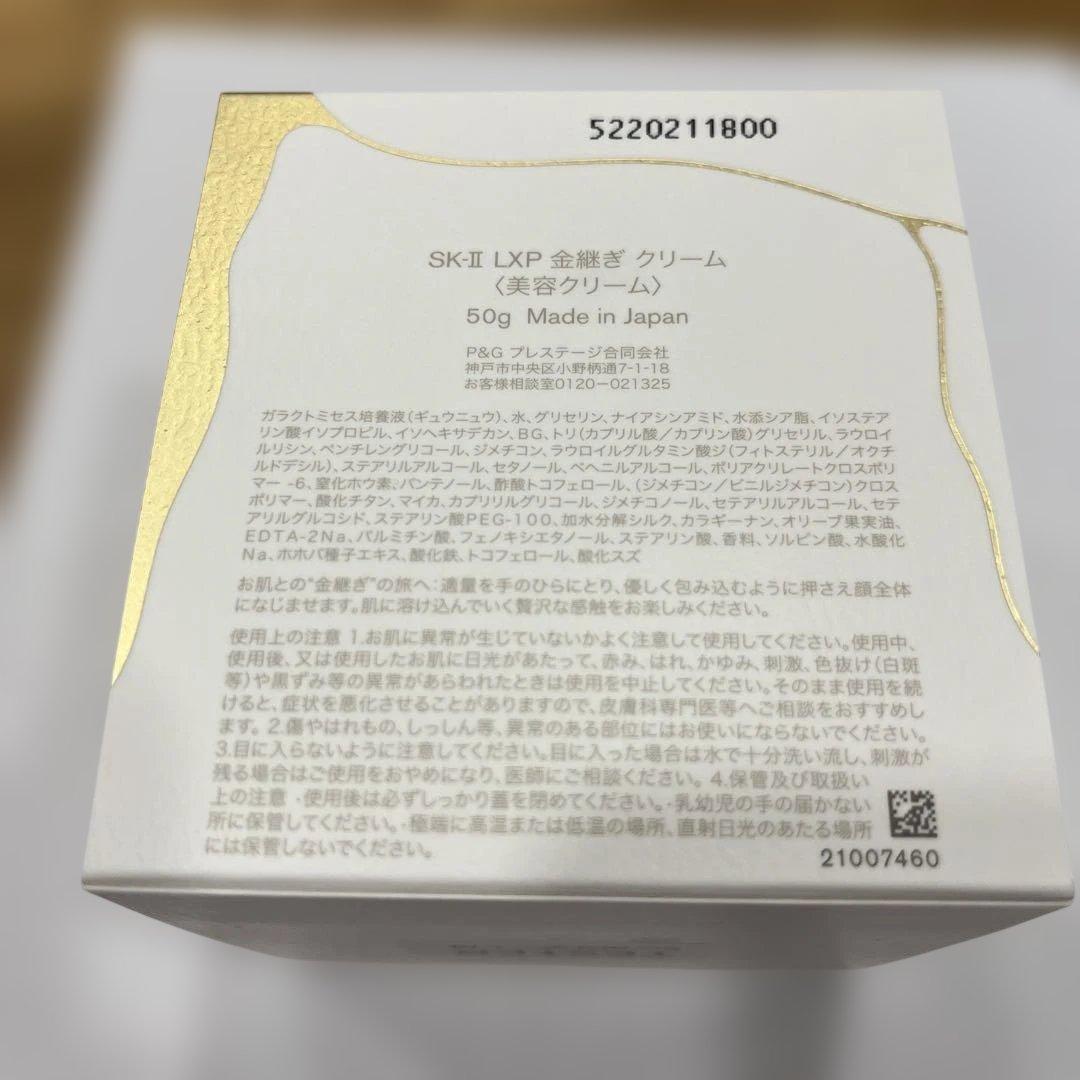 5220211800
SK-Ⅱ LXP 金継ぎ クリーム
〈美容クリーム〉
50g Made in Japan
P&G プレステージ合同会社
神戸市中央区小野柄通7-1-18
お客様相談室0120-021325
ガラクトミセス培養液(ギュウニュウ)、水、グリセリン、ナイアシンアミド、水添シア脂、イソステア
リン酸イソプロピル、イソヘキサデカン、BG、トリ(カプリル酸/カプリン酸)グリセリル、ラウロイ
ルリシン、ペンチレングリコール、ジメチコン、ラウロイルグルタミン酸ジ(フィトステリル/オクチ
ルドデシル)、ステアリルアルコール、セタノール、ベヘニルアルコール、ポリアクリレートクロスポリ
マー -6、窒化ホウ素、パンテノール、酢酸トコフェロール、(ジメチコン/ビニルジメチコン)クロス
ポリマー、酸化チタン、マイカ、カプリリルグリコール、ジメチコノール、セテアリルアルコール、セテ
アリルグルコシド、ステアリン酸PEG-100、加水分解シルク、カラギーナン、オリーブ果実油、
EDTA-2Na、パルミチン酸、フェノキシエタノール、ステアリン酸、香料、ソルビン酸、水酸化
Na、ホホバ種子エキス、酸化鉄、トコフェロール、酸化スズ
お肌との“金継ぎ”の旅へ:適量を手のひらにとり、優しく包み込むように押さえ顔全体
になじませます。肌に溶け込んでいく贅沢な感触をお楽しみください。
使用上の注意 1.お肌に異常が生じていないかよく注意して使用してください。使用中、
使用後、又は使用したお肌に日光があたって、赤み、はれ、かゆみ、刺激、色抜け(白斑
等)や黒ずみ等の異常があらわれたときは使用を中止してください。そのまま使用を続
けると、症状を悪化させることがありますので、皮膚科専門医等へご相談をおすすめし
ます。2.傷やはれもの、しっしん等、異常のある部位にはお使いにならないでください。
3.目に入らないように注意してください。目に入った場合は水で十分洗い流し、刺激が
残る場合はご使用をおやめになり、医師にご相談ください。4.保管及び取扱い
上の注意 ・使用後は必ずしっかり蓋を閉めてください。・乳幼児の手の届かない
所に保管してください。・極端に高温または低温の場所、直射日光のあたる場所
には保管しないでください。
21007460